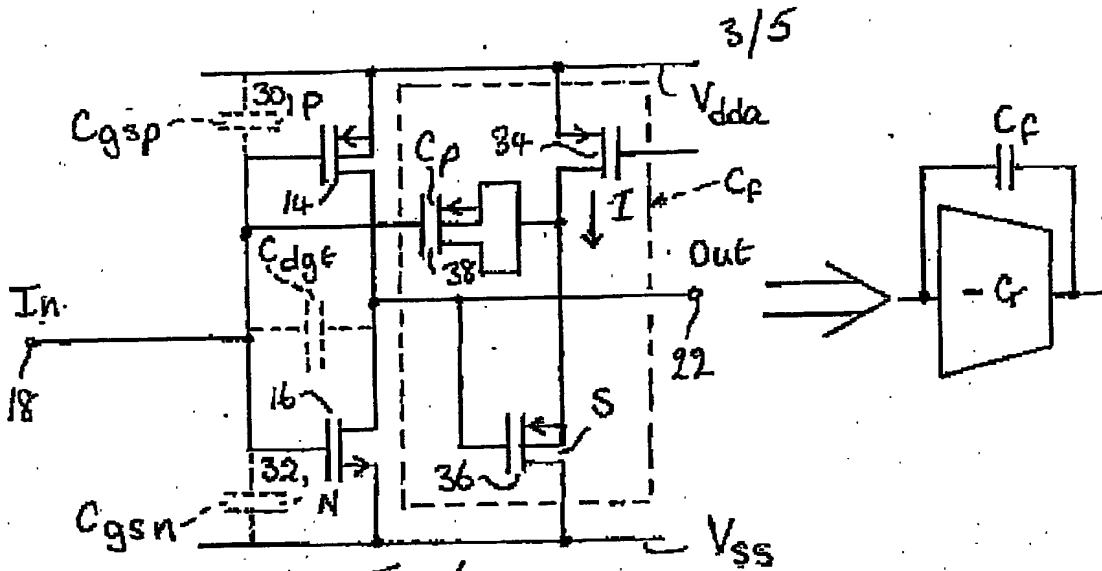 3/5
Vdda
Cgsp
30, P
14
Cp
34
Cf
I
38
Cdgt
In
18
Out
22
Cf
- G
16
S
36
32,
N
Cgsn
Vss